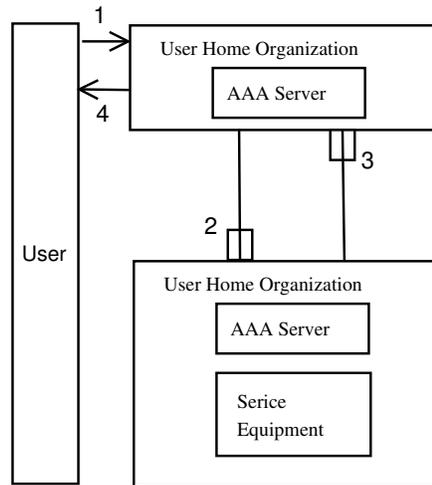 1
User Home Organization
AAA Server
4
3
2
User
User Home Organization
AAA Server
Serice
Equipment